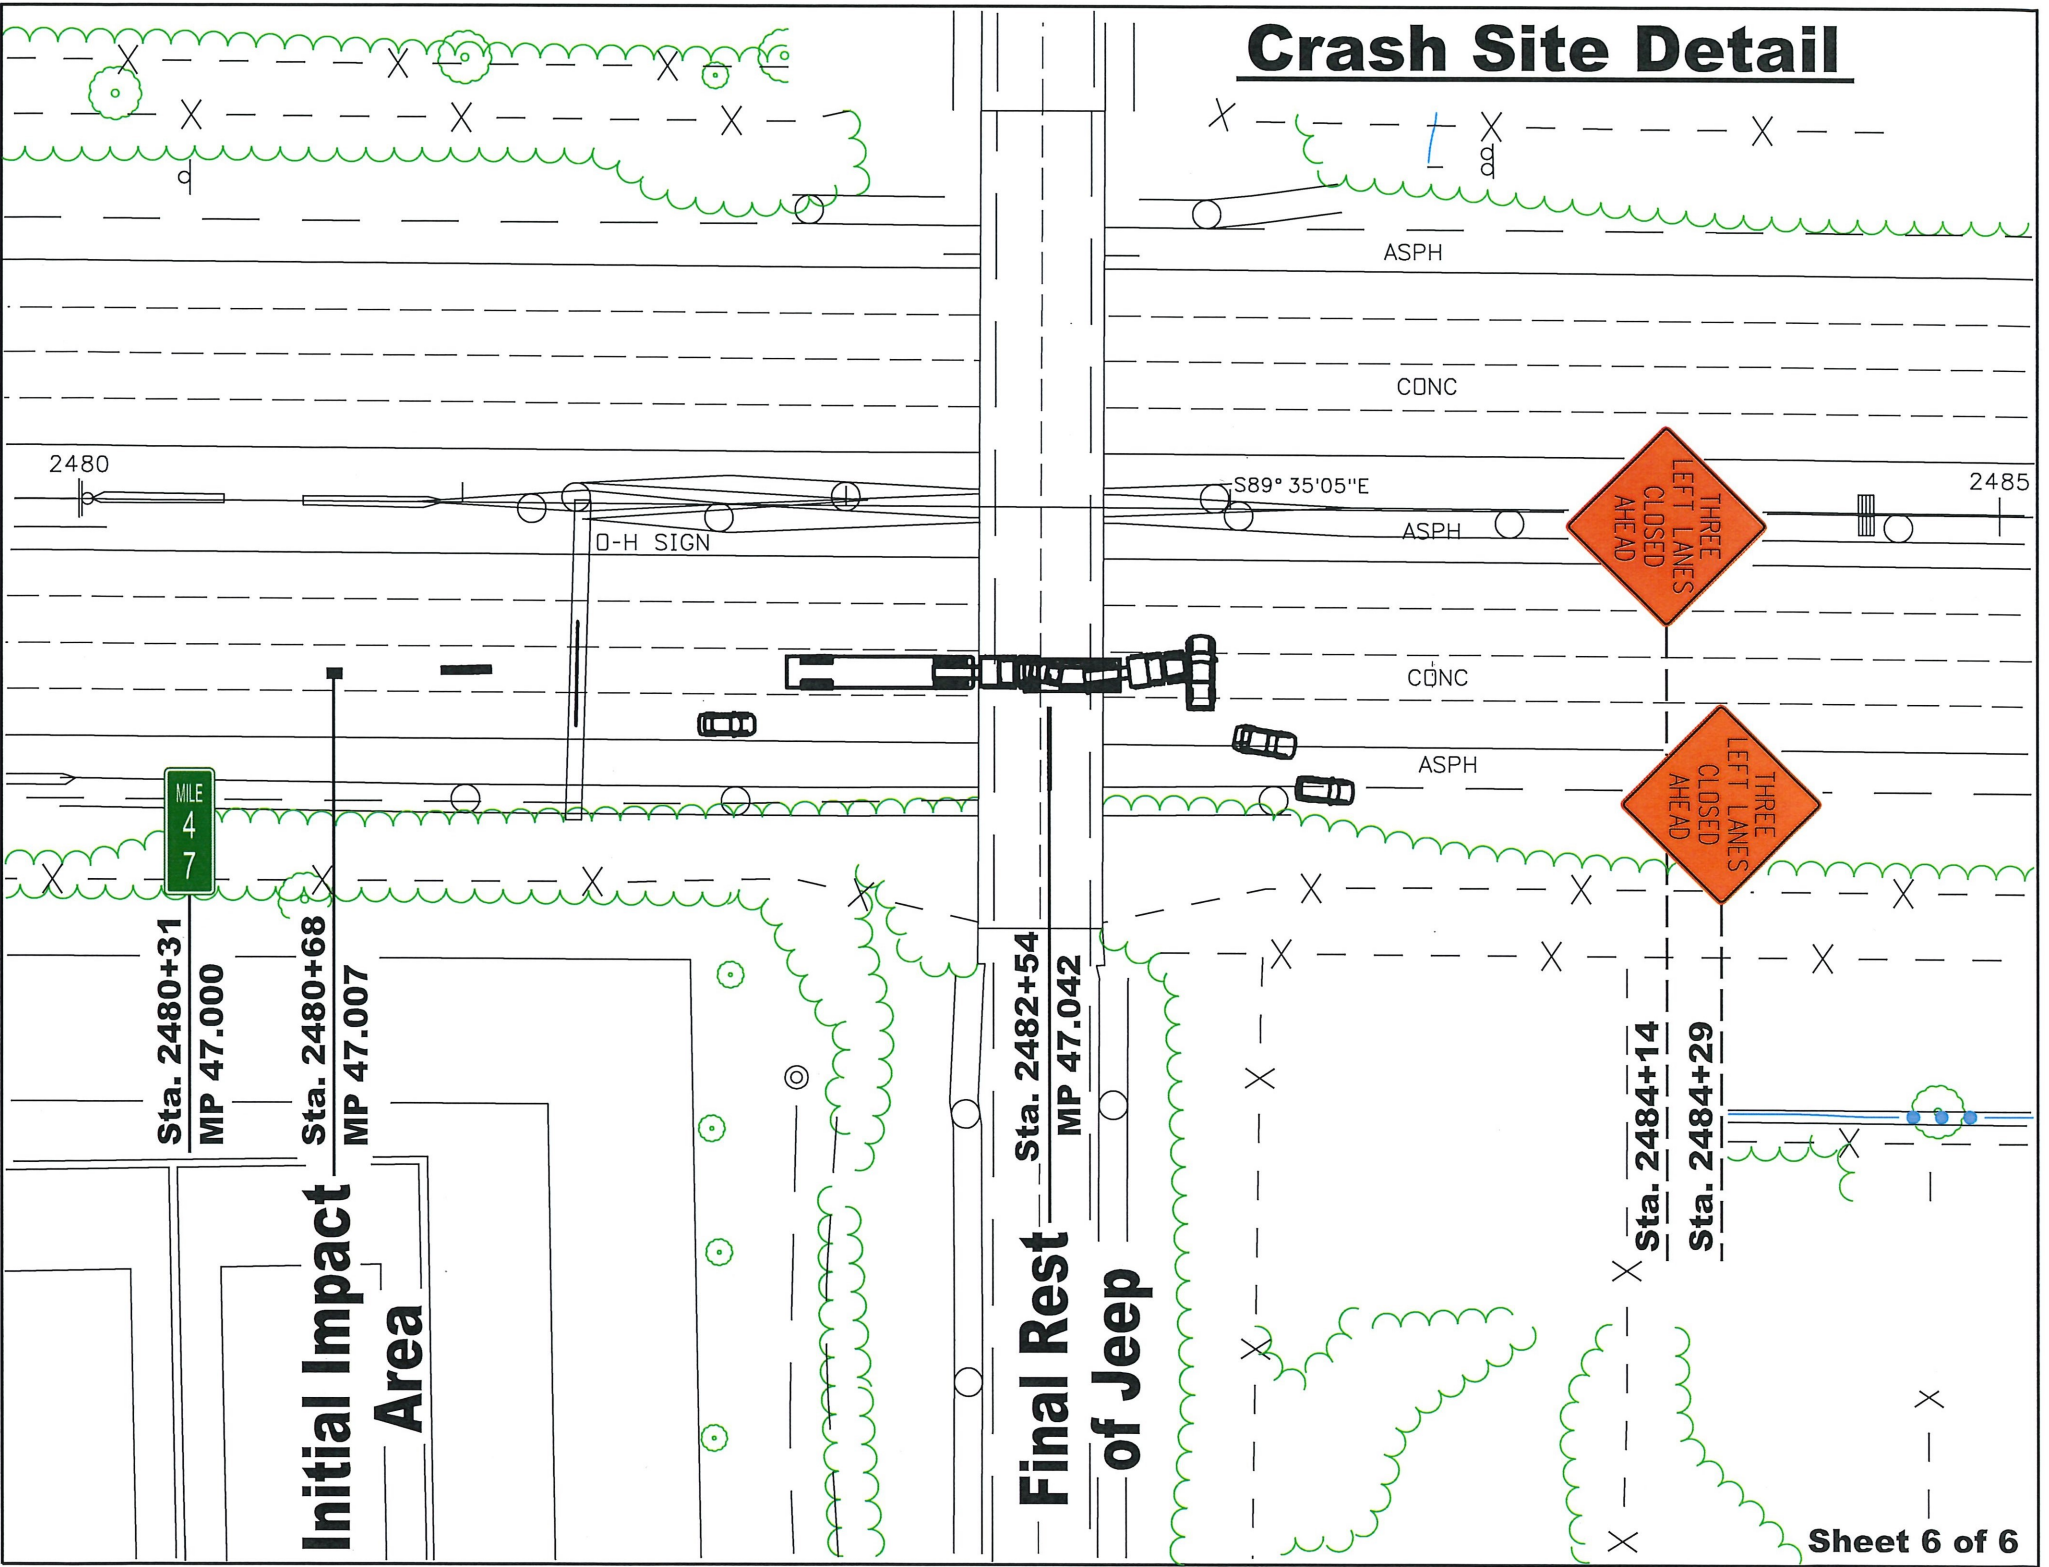 Crash Site Detail
ASPH
CONC
2480
S89° 35'05"E
2485
O-H SIGN
ASPH
THREE
LEFT LANES
CLOSED
AHEAD
CONC
ASPH
THREE
LEFT LANES
CLOSED
AHEAD
MILE
4
7
Sta. 2480+31
MP 47.000
Sta. 2480+68
MP 47.007
Initial Impact
Area
Sta. 2482+54
MP 47.042
Final Rest
of Jeep
Sta. 2484+14
Sta. 2484+29
Sheet 6 of 6